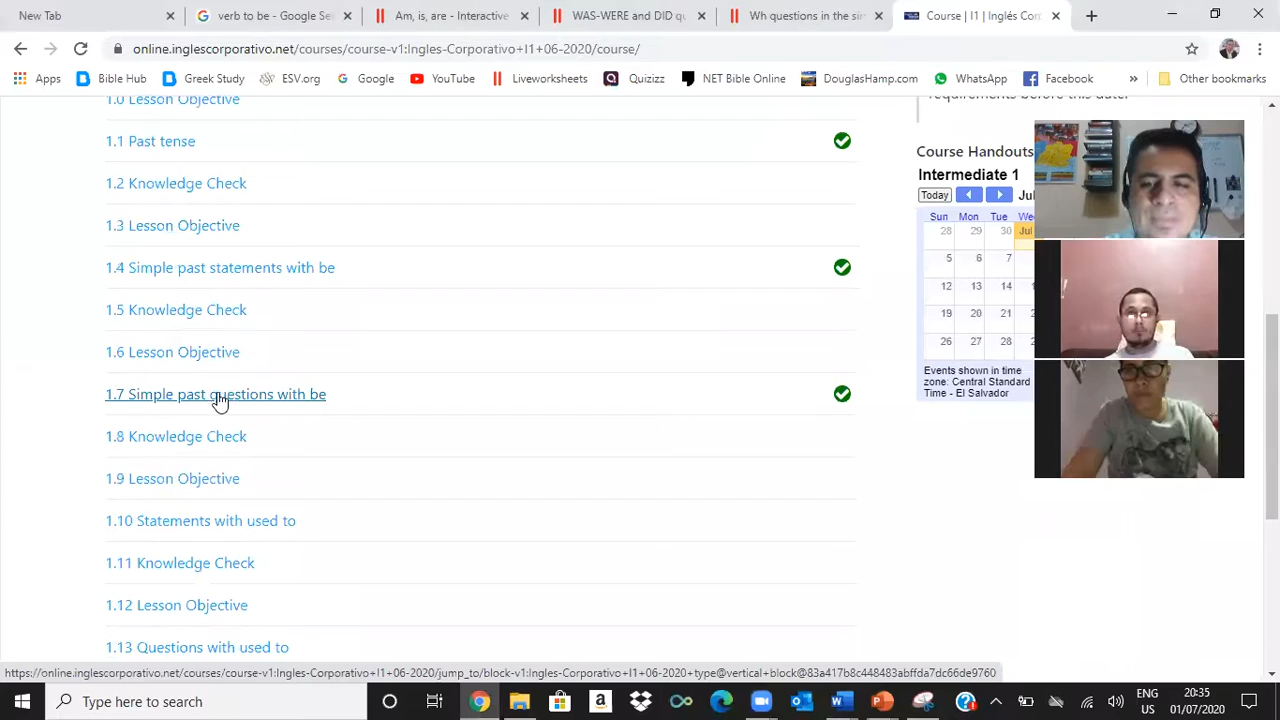 New Tab
verb to be - Google Se
Am, is, are - Interactive
WAS-WERE and DID qu
Wh questions in the sim
Course | I1 | Inglés Com
online.inglescorporativo.net/courses/course-v1:Ingles-Corporativo+I1+06-2020/course/
Apps
Bible Hub
Greek Study
ESV.org
Google
YouTube
Liveworksheets
Quizizz
NET Bible Online
DouglasHamp.com
WhatsApp
Facebook
Other bookmarks
1.0 Lesson Objective
1.1 Past tense
1.2 Knowledge Check
1.3 Lesson Objective
1.4 Simple past statements with be
1.5 Knowledge Check
1.6 Lesson Objective
1.7 Simple past questions with be
1.8 Knowledge Check
1.9 Lesson Objective
1.10 Statements with used to
1.11 Knowledge Check
1.12 Lesson Objective
1.13 Questions with used to
requirements before this date.
Course Handouts
Intermediate 1
Today
Jul
Sun Mon Tue We
28 29 30 Jul
5 6 7
12 13 14 1
19 20 21 2
26 27 28
Events shown in time
zone: Central Standard
Time - El Salvador
https://online.inglescorporativo.net/courses/course-v1:Ingles-Corporativo+I1+06-2020/jump_to/block-v1:Ingles-Corporativo+I1+06-2020+type@vertical+block@83a417b8c448483abffda7dc66de9760
Type here to search
ENG
US
20:35
01/07/2020